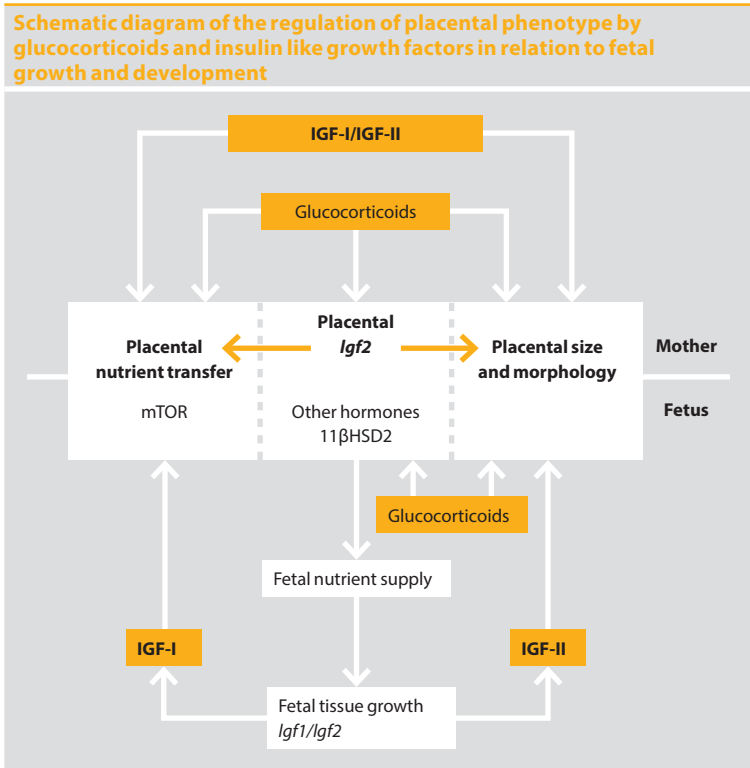 Schematic diagram of the regulation of placental phenotype by
glucocorticoids and insulin like growth factors in relation to fetal
growth and development
IGF-I/IGF-II
Glucocorticoids
Placental
nutrient transfer
mTOR
Placental
Igf2
Other hormones
11βHSD2
Placental size
and morphology
Mother
Fetus
Glucocorticoids
Fetal nutrient supply
IGF-I
IGF-II
Fetal tissue growth
Igf1/Igf2